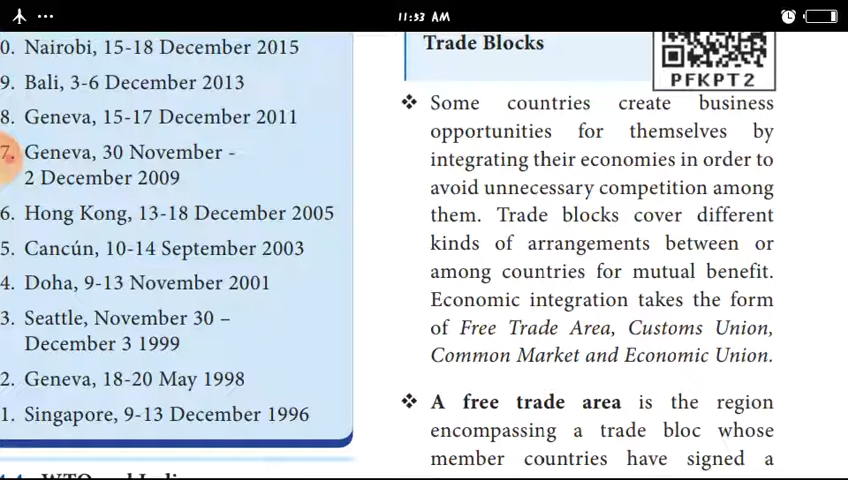 11:53 AM
0. Nairobi, 15-18 December 2015
9. Bali, 3-6 December 2013
8. Geneva, 15-17 December 2011
7. Geneva, 30 November -
2 December 2009
6. Hong Kong, 13-18 December 2005
5. Cancún, 10-14 September 2003
4. Doha, 9-13 November 2001
3. Seattle, November 30 –
December 3 1999
2. Geneva, 18-20 May 1998
1. Singapore, 9-13 December 1996
Trade Blocks
PFKPT2
❖ Some countries create business
opportunities for themselves by
integrating their economies in order to
avoid unnecessary competition among
them. Trade blocks cover different
kinds of arrangements between or
among countries for mutual benefit.
Economic integration takes the form
of Free Trade Area, Customs Union,
Common Market and Economic Union.
❖ A free trade area is the region
encompassing a trade bloc whose
member countries have signed a